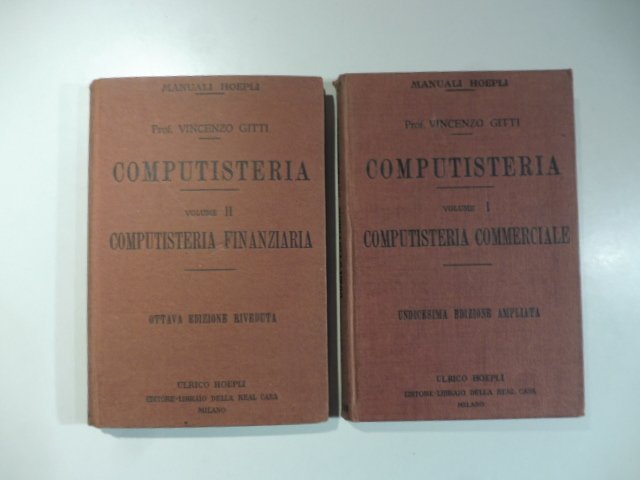 MANUALI HOEPLI
Prof. VINCENZO GITTI
COMPUTISTERIA
VOLUME II
COMPUTISTERIA FINANZIARIA
OTTAVA EDIZIONE RIVEDUTA
ULRICO HOEPLI
EDITORE-LIBRAIO DELLA REAL CASA
MILANO
MANUALI HOEPLI
Prof. VINCENZO GITTI
COMPUTISTERIA
VOLUME I
COMPUTISTERIA COMMERCIALE
UNDICESIMA EDIZIONE AMPLIATA
ULRICO HOEPLI
EDITORE-LIBRAIO DELLA REAL CASA
MILANO